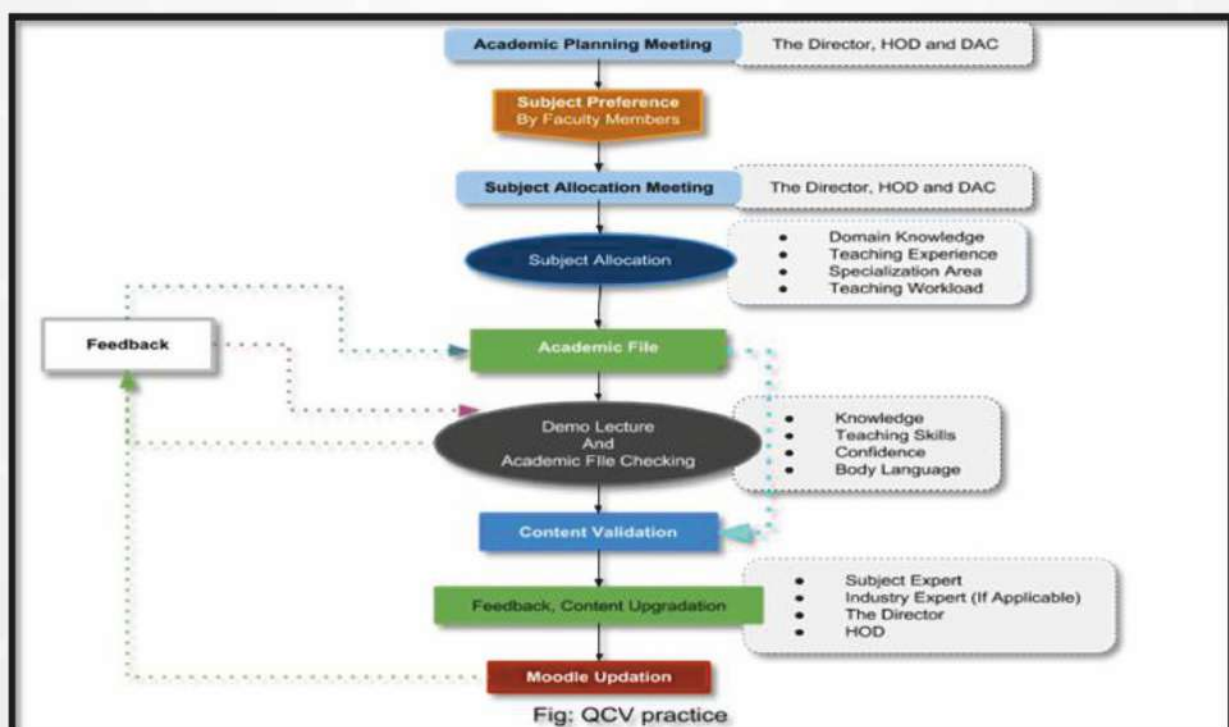 Academic Planning Meeting
The Director, HOD and DAC
Subject Preference
By Faculty Members
Subject Allocation Meeting
The Director, HOD and DAC
Subject Allocation
• Domain Knowledge
• Teaching Experience
• Specialization Area
• Teaching Workload
Feedback
Academic File
Demo Lecture
And
Academic FIle Checking
• Knowledge
• Teaching Skills
• Confidence
• Body Language
Content Validation
Feedback, Content Upgradation
• Subject Expert
• Industry Expert (If Applicable)
• The Director
• HOD
Moodle Updation
Fig: QCV practice